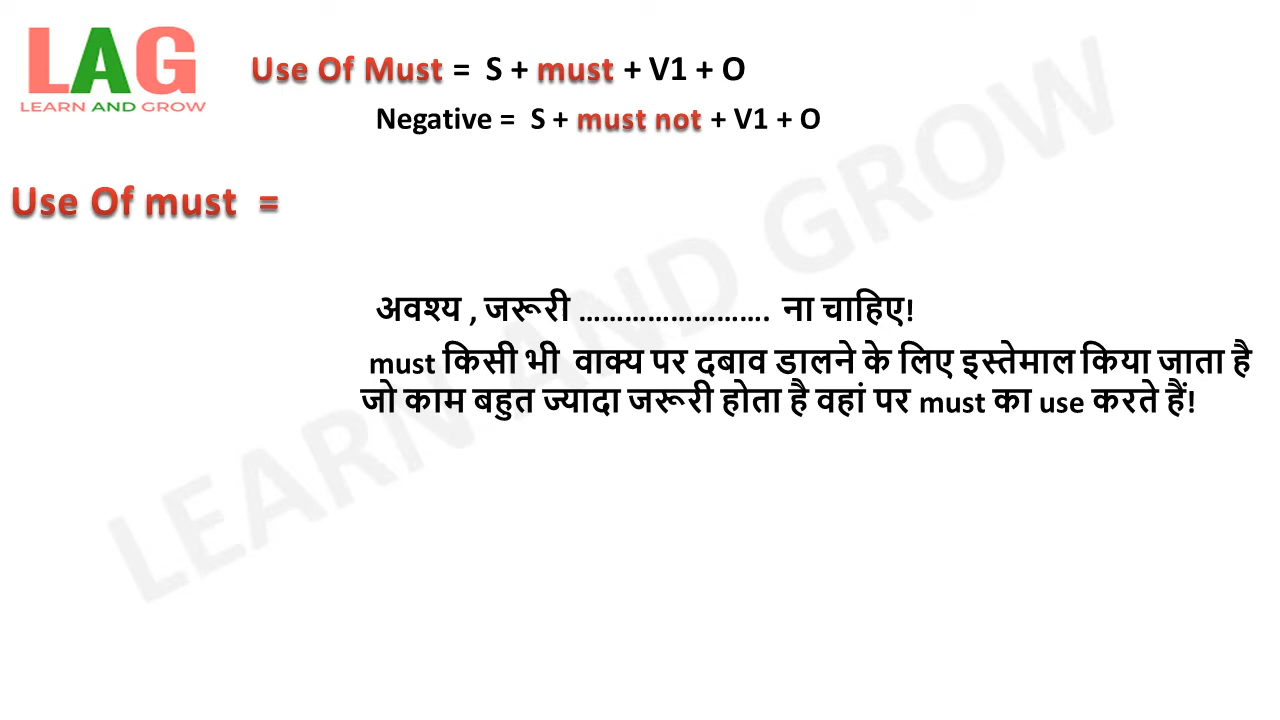 LAG
LEARN AND GROW
Use Of Must = S + must + V1 + O
Negative = S + must not + V1 + O
Use Of must =
अवश्य , जरूरी ……………………. ना चाहिए!
must किसी भी वाक्य पर दबाव डालने के लिए इस्तेमाल किया जाता है
जो काम बहुत ज्यादा जरूरी होता है वहां पर must का use करते हैं!
LEARN AND GROW